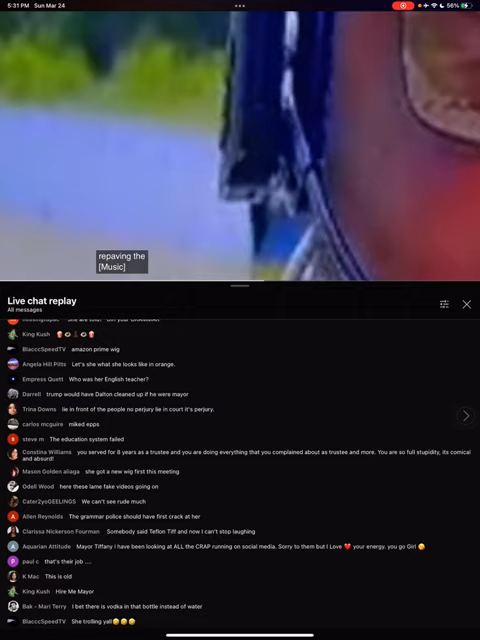 5:31 PM Sun Mar 24
56%
repaving the
[Music]
Live chat replay
All messages
King Kush
BlacccSpeedTV amazon prime wig
Angela Hill Pitts Let's she what she looks like in orange.
Empress Quett Who was her English teacher?
Darrell trump would have Dalton cleaned up if he were mayor
Trina Downs lie in front of the people no perjury lie in court it's perjury.
carlos mcguire miked epps
steve m The education system failed
Constina Williams you served for 8 years as a trustee and you are doing everything that you complained about as trustee and more. You are so full stupidity, its comical
and absurd!
Mason Golden aliaga she got a new wig first this meeting
Odell Wood here these lame fake videos going on
Cater2yoGEELINGS We can't see rude much
Allen Reynolds The grammar police should have first crack at her
Clarissa Nickerson Fourman Somebody said Teflon Tiff and now I can't stop laughing
Aquarian Attitude Mayor Tiffany I have been looking at ALL the CRAP running on social media. Sorry to them but I Love ❤️ your energy. you go Girl 😀
paul c that's their job ....
K Mac This is old
King Kush Hire Me Mayor
Bak - Mari Terry I bet there is vodka in that bottle instead of water
BlacccSpeedTV She trolling yall🤣🤣🤣